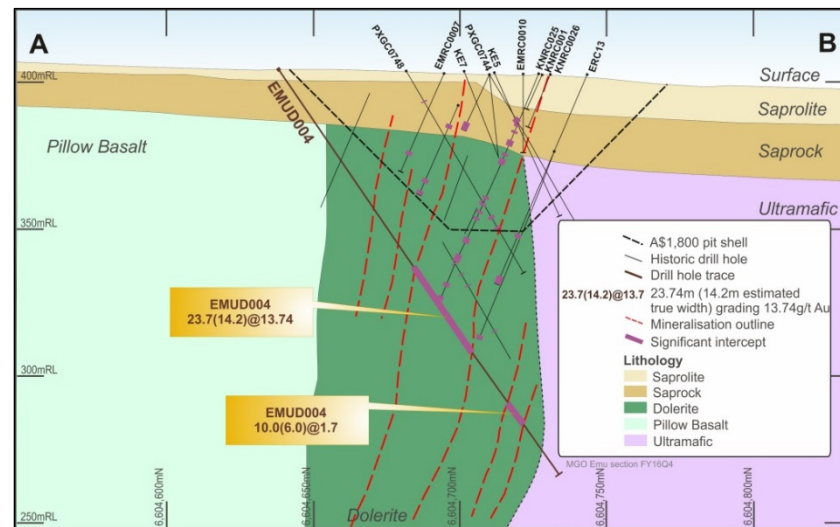 A
B
PXGC0748
EMRC0007
KE7
PXGC0744
KE5
EMRC0010
KNRC025
KNRC001
KNRC0026
ERC13
400mRL
Surface
Saprolite
Saprock
EMUD004
Pillow Basalt
Ultramafic
350mRL
A$1,800 pit shell
Historic drill hole
Drill hole trace
23.7(14.2)@13.7 23.74m (14.2m estimated
true width) grading 13.74g/t Au
Mineralisation outline
Significant intercept
Lithology
Saprolite
Saprock
Dolerite
Pillow Basalt
Ultramafic
EMUD004
23.7(14.2)@13.74
300mRL
EMUD004
10.0(6.0)@1.7
MGO Emu section FY16Q4
6,604,600mN
6,604,650mN
6,604,700mN
6,604,750mN
6,604,800mN
250mRL
Dolerite